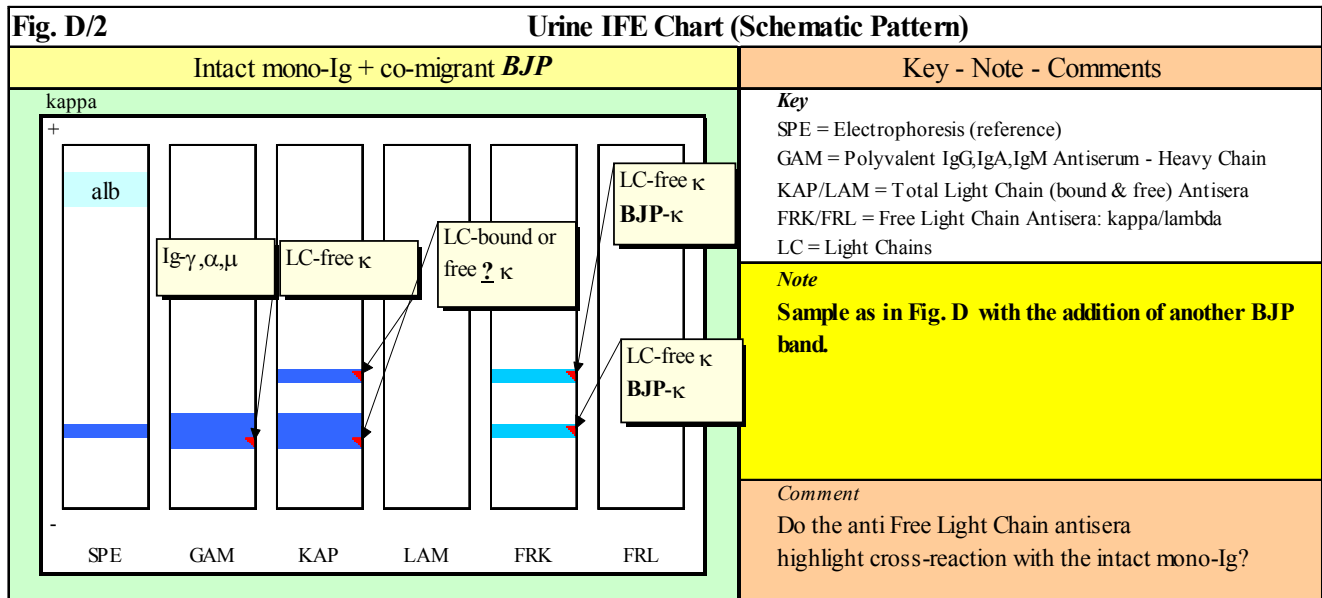 Fig. D/2 Urine IFE Chart (Schematic Pattern)
Intact mono-Ig + co-migrant BJP
Key - Note - Comments
kappa
+
alb
Ig-γ,α,μ
LC-free κ
LC-bound or
free ? κ
LC-free κ
BJP-κ
LC-free κ
BJP-κ
-
SPE GAM KAP LAM FRK FRL
Key
SPE = Electrophoresis (reference)
GAM = Polyvalent IgG,IgA,IgM Antiserum - Heavy Chain
KAP/LAM = Total Light Chain (bound & free) Antisera
FRK/FRL = Free Light Chain Antisera: kappa/lambda
LC = Light Chains
Note
Sample as in Fig. D with the addition of another BJP
band.
Comment
Do the anti Free Light Chain antisera
highlight cross-reaction with the intact mono-Ig?